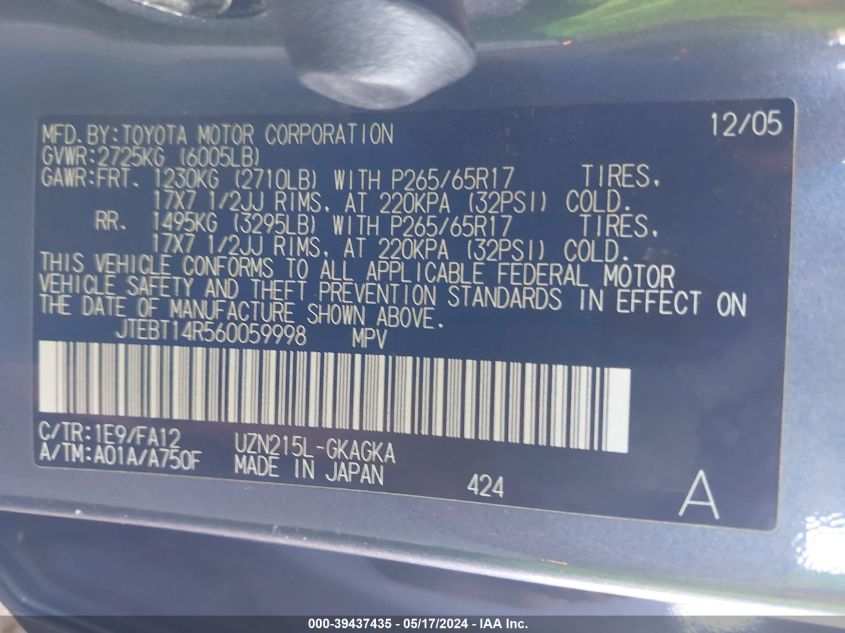 MFD.BY:TOYOTA MOTOR CORPORATION 12/05
GVWR:2725KG (6005LB)
GAWR:FRT. 1230KG (2710LB) WITH P265/65R17 TIRES,
17X7 1/2JJ RIMS, AT 220KPA (32PSI) COLD.
RR. 1495KG (3295LB) WITH P265/65R17 TIRES,
17X7 1/2JJ RIMS, AT 220KPA (32PSI) COLD.
THIS VEHICLE CONFORMS TO ALL APPLICABLE FEDERAL MOTOR
VEHICLE SAFETY AND THEFT PREVENTION STANDARDS IN EFFECT ON
THE DATE OF MANUFACTURE SHOWN ABOVE.
JTEBT14R560059998 MPV
C/TR:1E9/FA12 UZN215L-GKAGKA
A/TM:A01A/A750F MADE IN JAPAN 424 A
000-39437435 - 05/17/2024 - IAA Inc.